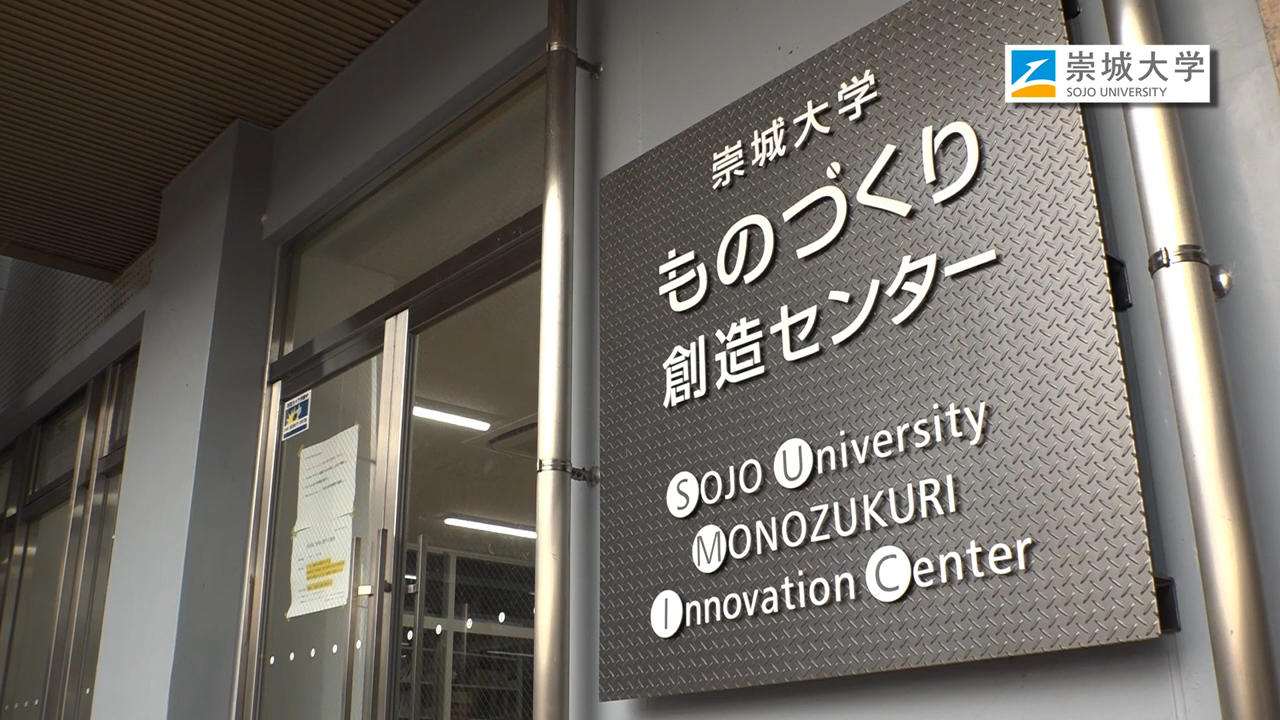 崇城大学
SOJO UNIVERSITY
崇城大学
ものづくり
創造センター
SOJO University
MONOZUKURI
Innovation Center